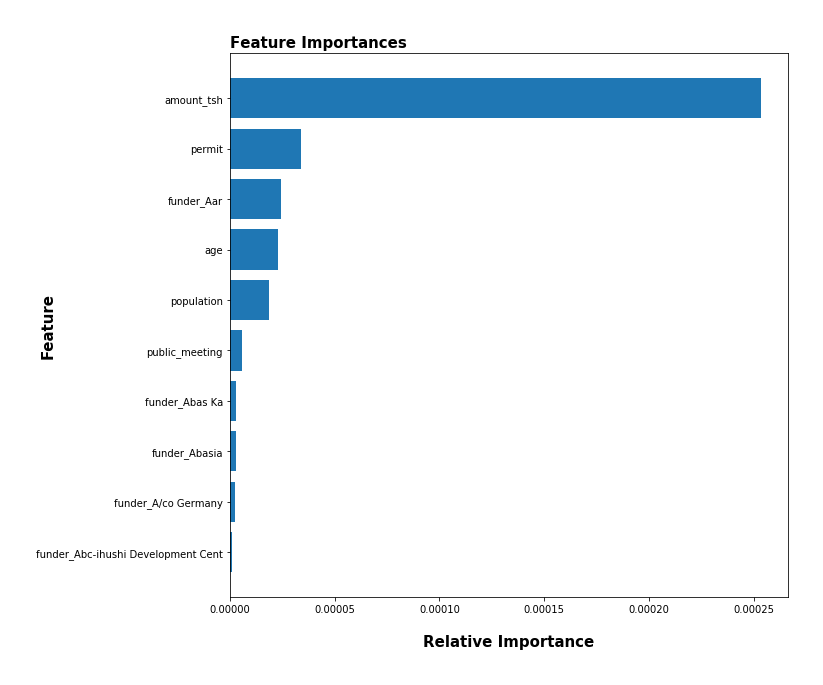 Feature Importances
amount_tsh
permit
funder_Aar
age
population
public_meeting
funder_Abas Ka
funder_Abasia
funder_A/co Germany
funder_Abc-ihushi Development Cent
Feature
0.00000 0.00005 0.00010 0.00015 0.00020 0.00025
Relative Importance